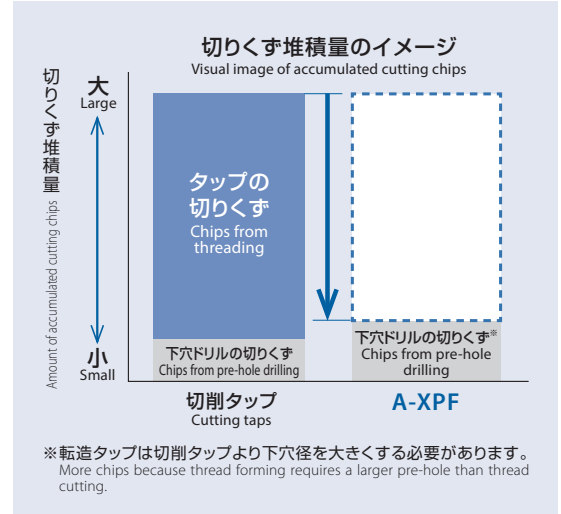 切りくず堆積量のイメージ
Visual image of accumulated cutting chips
切りくず堆積量
Amount of accumulated cutting chips
大
Large
小
Small
タップの
切りくず
Chips from
threading
下穴ドリルの切りくず
Chips from pre-hole drilling
下穴ドリルの切りくず※
Chips from pre-hole
drilling
切削タップ
Cutting taps
A-XPF
※転造タップは切削タップより下穴径を大きくする必要があります。
More chips because thread forming requires a larger pre-hole than thread
cutting.